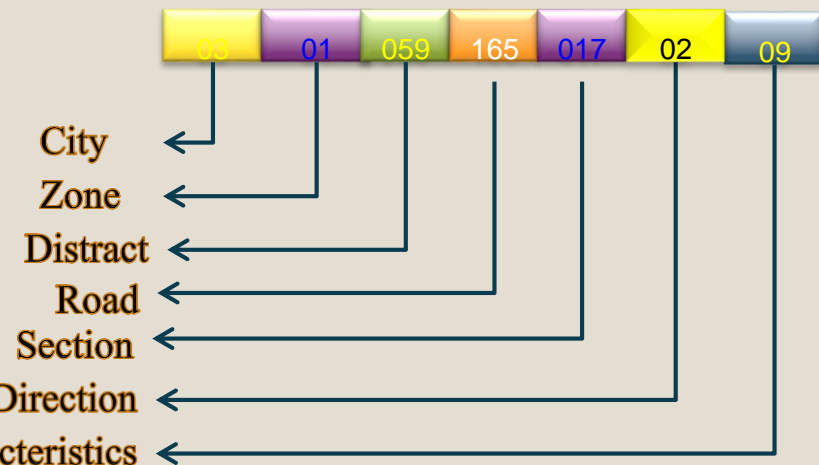 03 01 059 165 017 02 09
City
Zone
Distract
Road
Section
Direction
cteristics